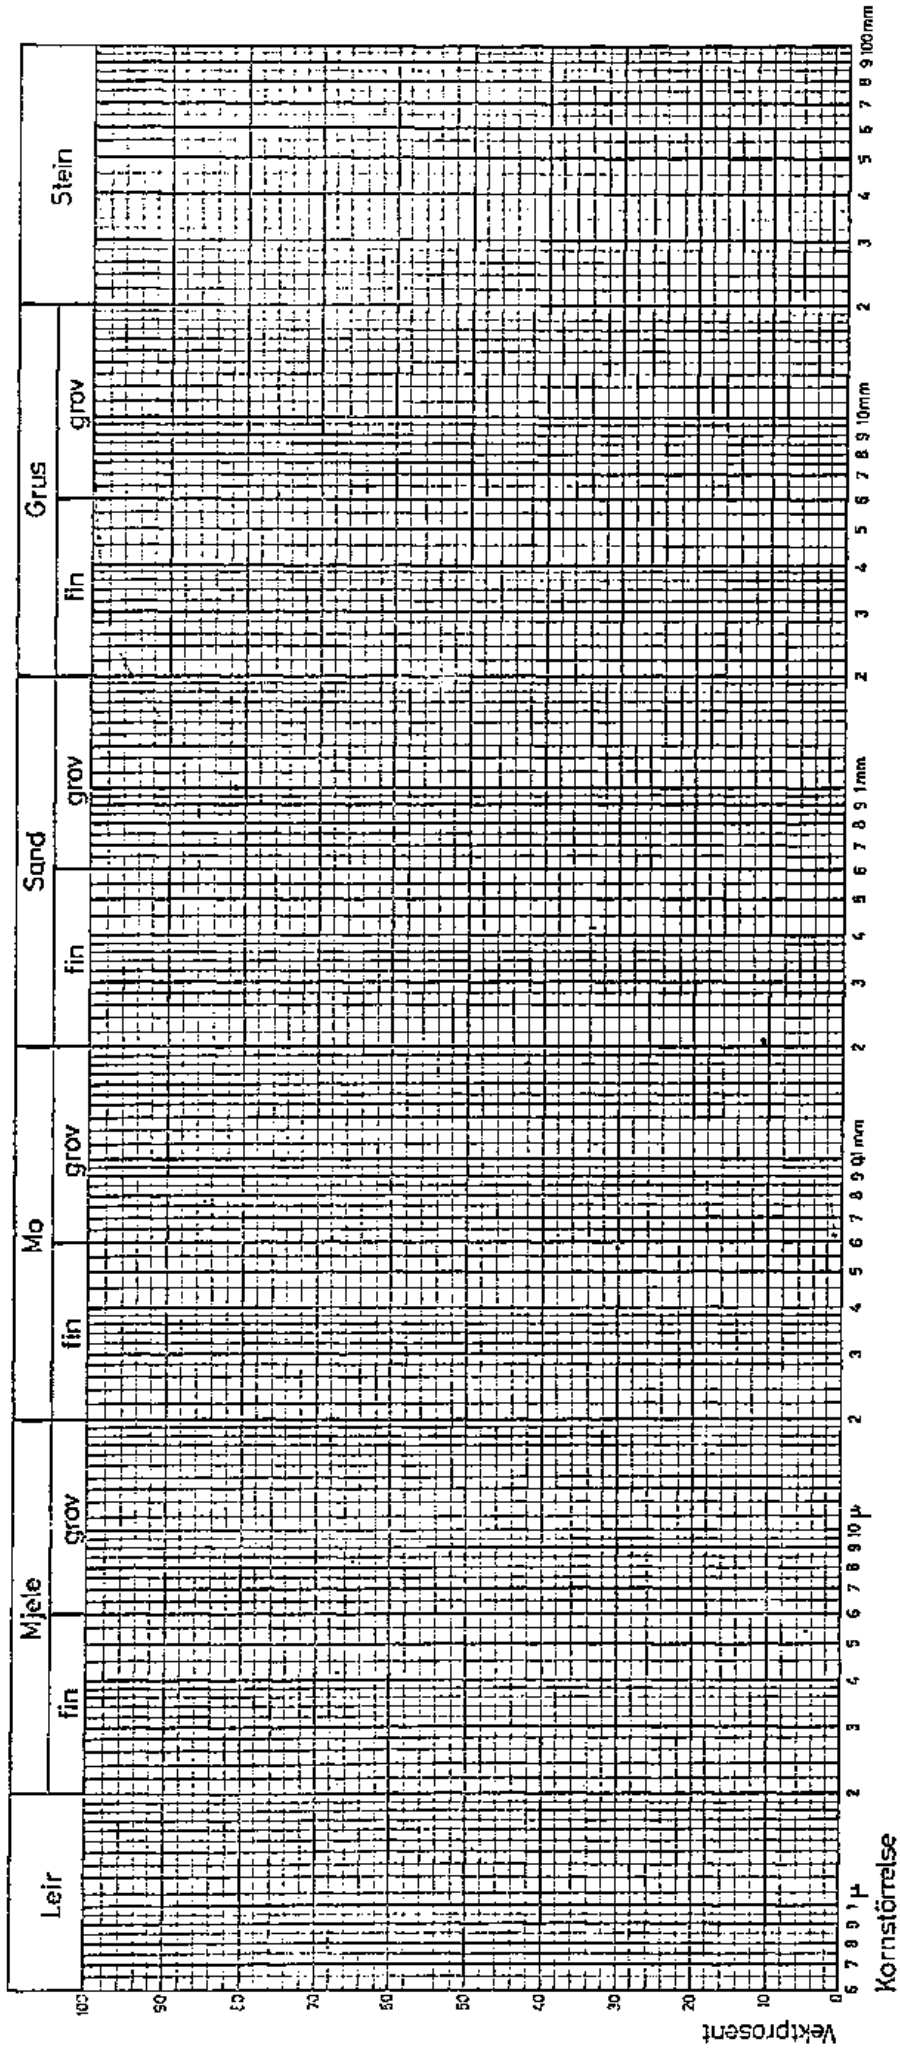 Leir Mjele Mo Sand Grus Stein
fin grov fin grov fin grov fin grov
100
90
80
70
60
50
40
30
20
10
0
Vektprosent
6 7 8 9 1 µ 2 3 4 5 6 7 8 9 10 µ 2 3 4 5 6 7 8 9 0,1 mm 2 3 4 5 6 7 8 9 1 mm 2 3 4 5 6 7 8 9 10 mm 2 3 4 5 6 7 8 9 100 mm
Kornstörrelse